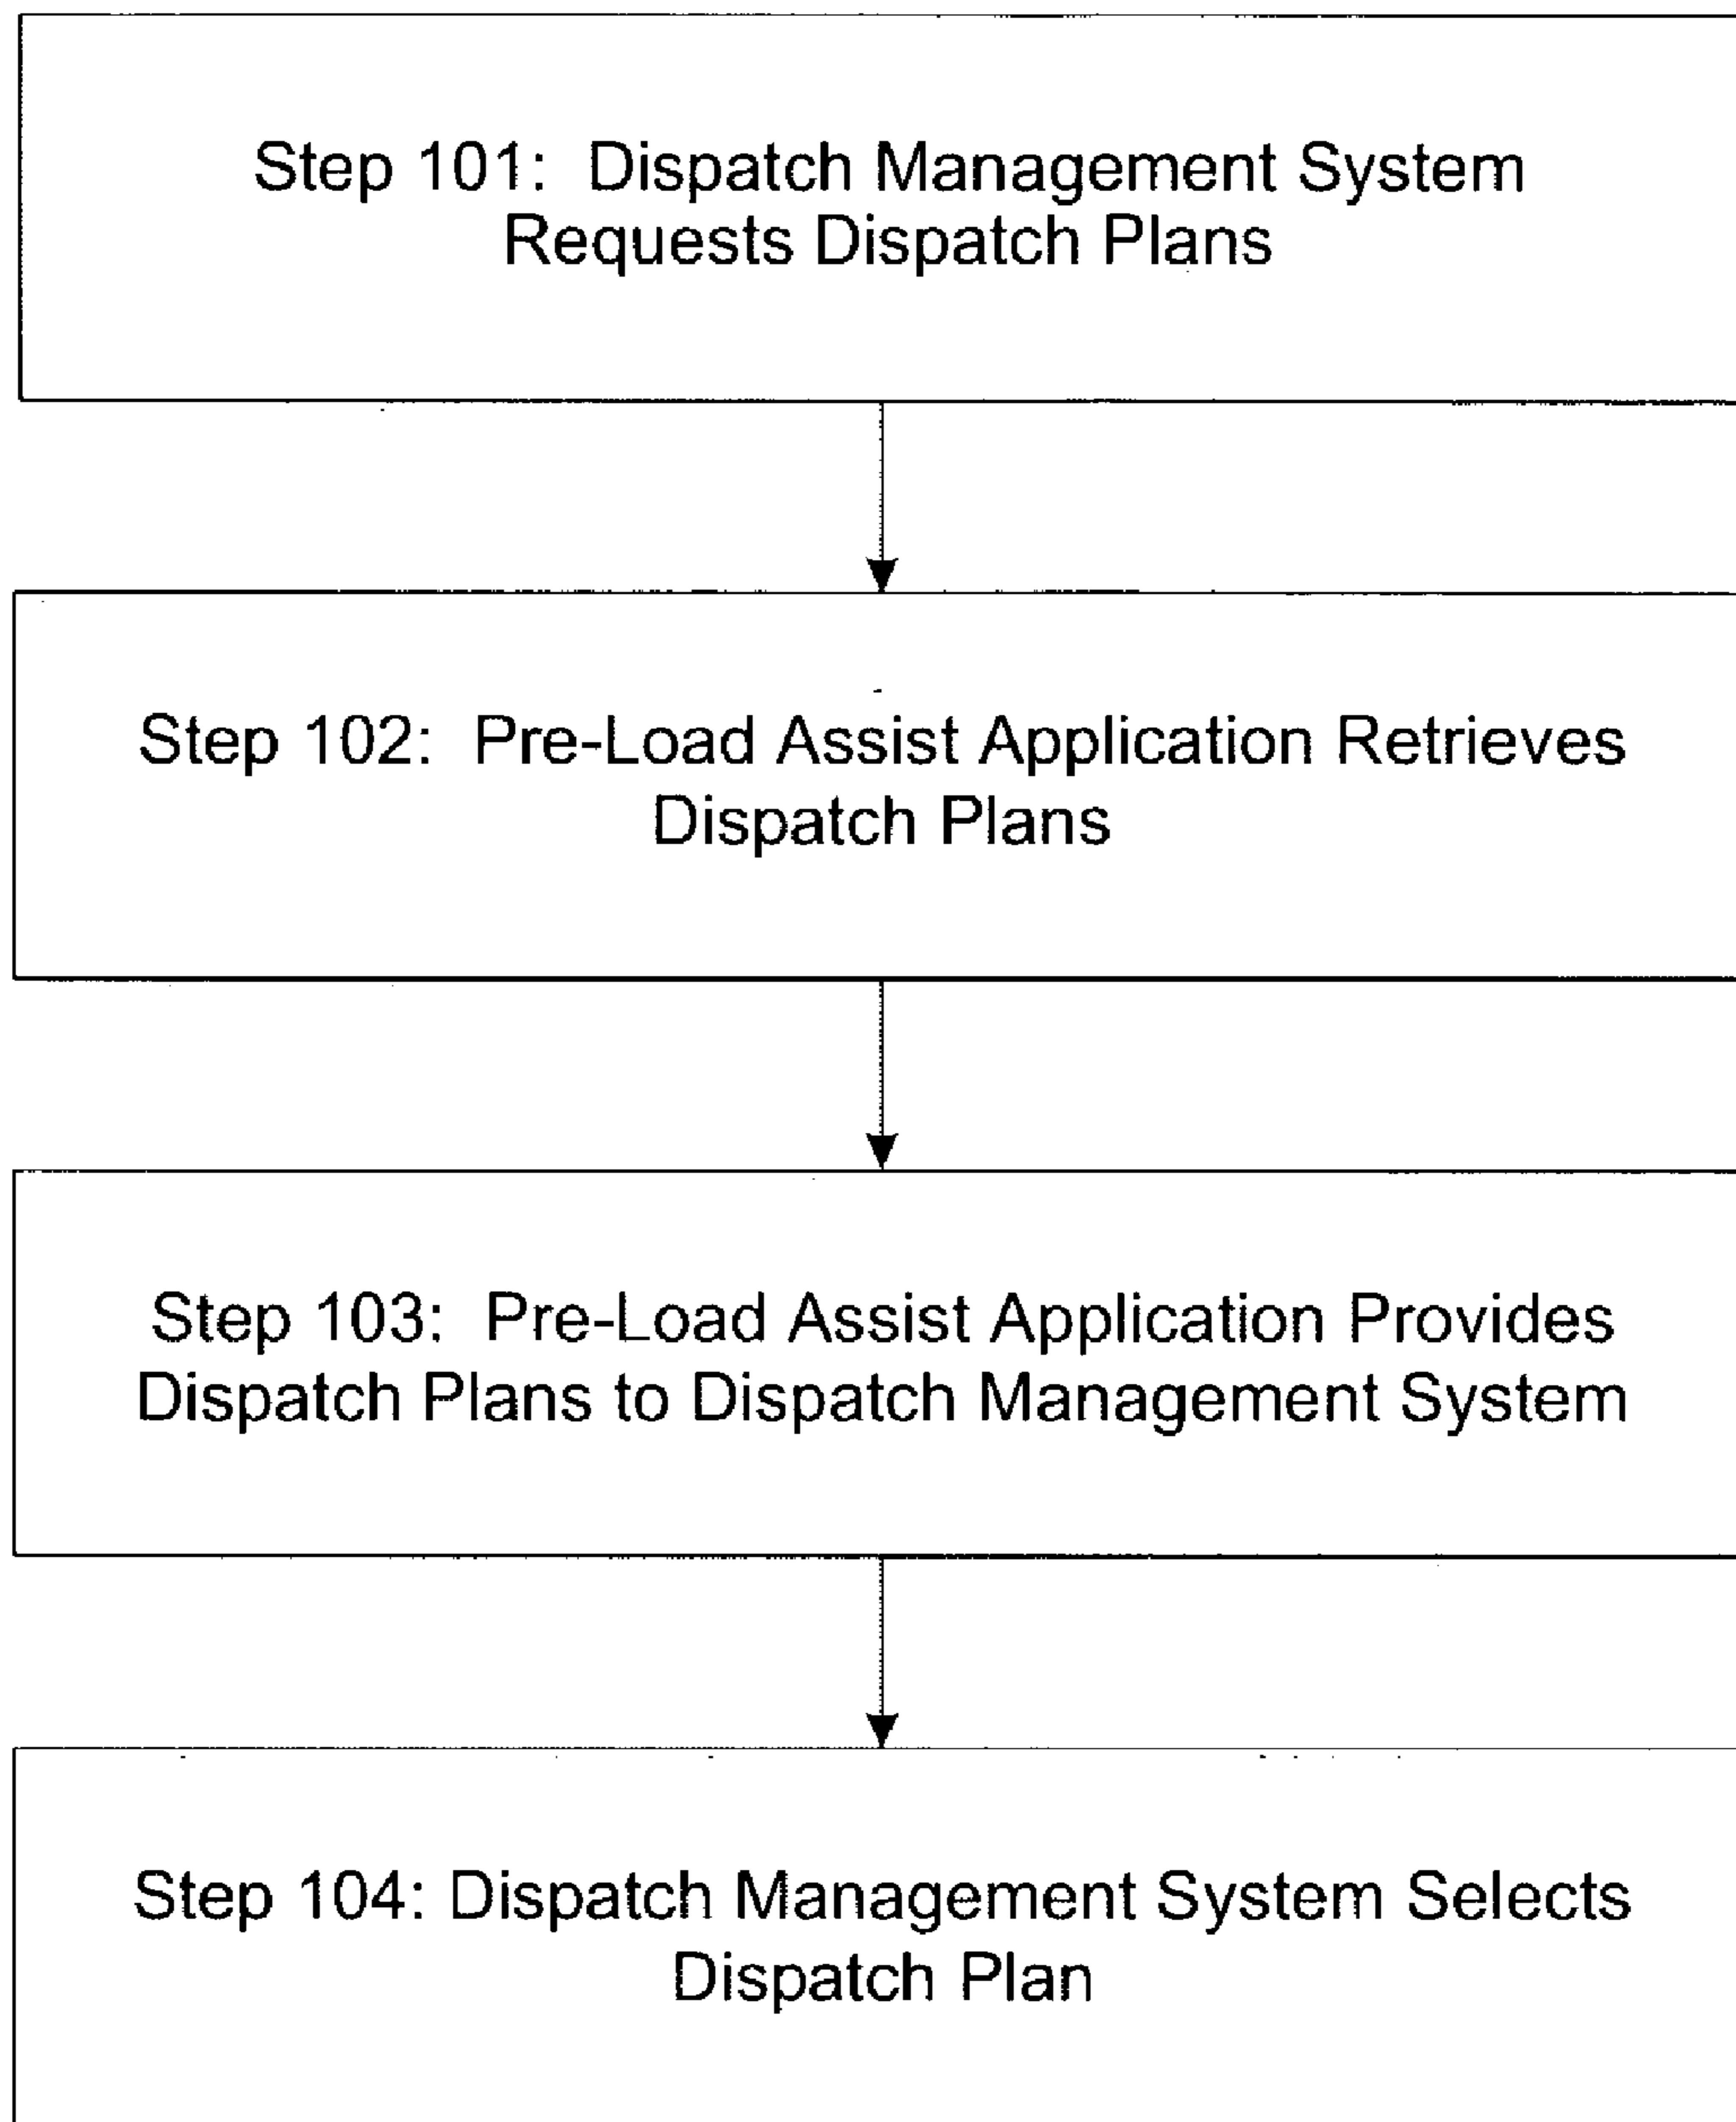 Step 101: Dispatch Management System
Requests Dispatch Plans
Step 102: Pre-Load Assist Application Retrieves
Dispatch Plans
Step 103: Pre-Load Assist Application Provides
Dispatch Plans to Dispatch Management System
Step 104: Dispatch Management System Selects
Dispatch Plan